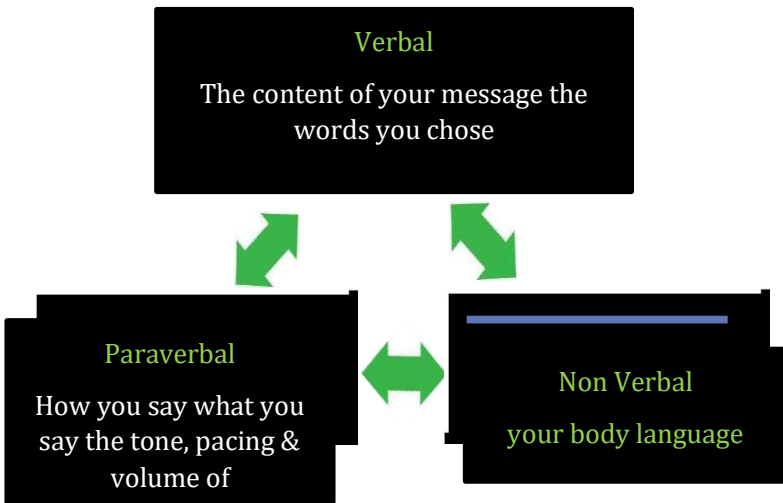 Verbal
The content of your message the
words you chose
Paraverbal
How you say what you
say the tone, pacing &
volume of
Non Verbal
your body language